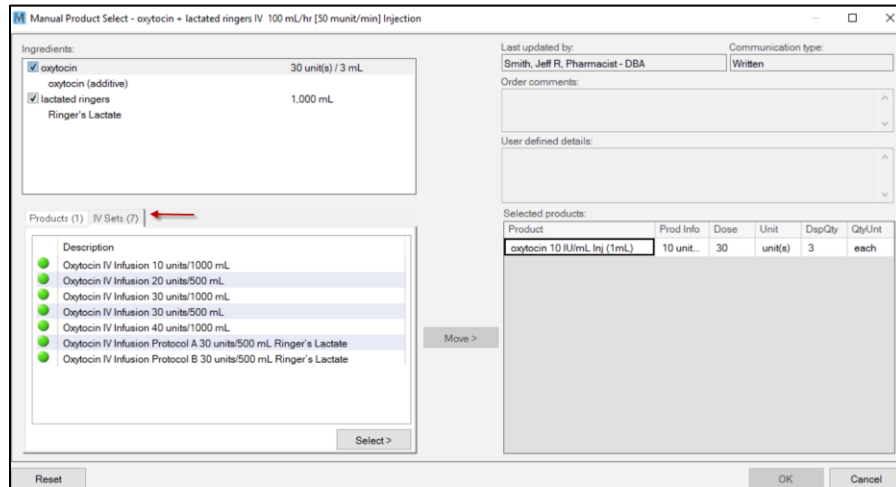 Manual Product Select - oxytocin + lactated ringers IV 100 mL/hr [50 munit/min] Injection
Ingredients:
oxytocin 30 unit(s) / 3 mL
oxytocin (additive)
lactated ringers 1,000 mL
Ringer's Lactate
Last updated by: Communication type:
Smith, Jeff R, Pharmacist - DBA Written
Order comments:
User defined details:
Products (1) IV Sets (7)
Description
Oxytocin IV Infusion 10 units/1000 mL
Oxytocin IV Infusion 20 units/500 mL
Oxytocin IV Infusion 30 units/1000 mL
Oxytocin IV Infusion 30 units/500 mL
Oxytocin IV Infusion 40 units/1000 mL
Oxytocin IV Infusion Protocol A 30 units/500 mL Ringer's Lactate
Oxytocin IV Infusion Protocol B 30 units/500 mL Ringer's Lactate
Select >
Move >
Selected products:
Product Prod Info Dose Unit DspQty QtyUnt
oxytocin 10 IU/mL Inj (1mL) 10 unit... 30 unit(s) 3 each
Reset OK Cancel